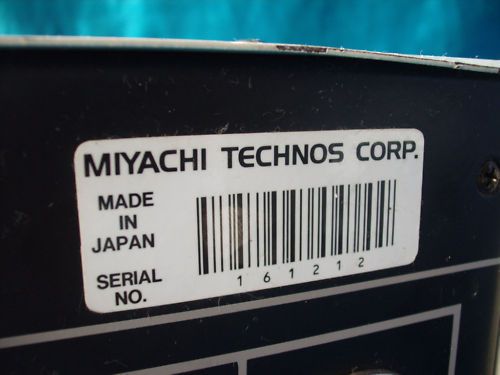 MIYACHI TECHNOS CORP.
MADE
IN
JAPAN
SERIAL
NO.
161212